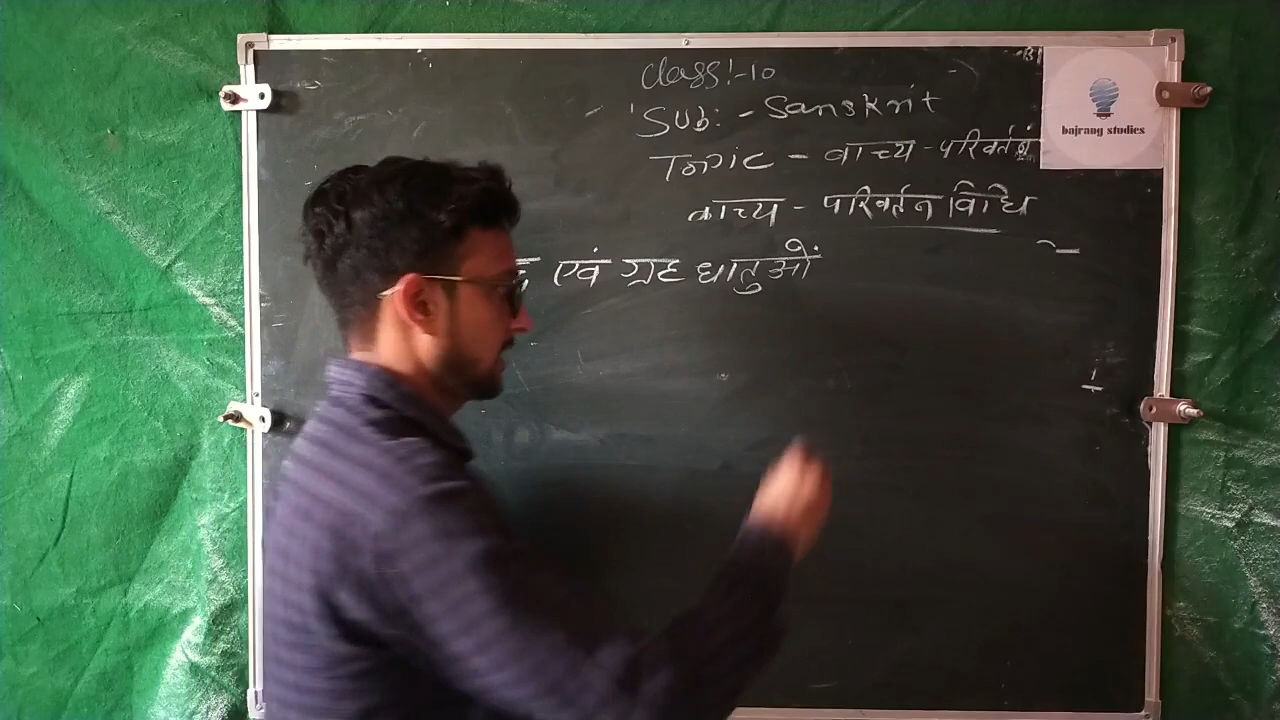 Class:-10
Sub:- Sanskrit
Topic - वाच्य - परिवर्तन
वाच्य - परिवर्तन विधि
एवं ग्रह धातुओं
bajrang studies